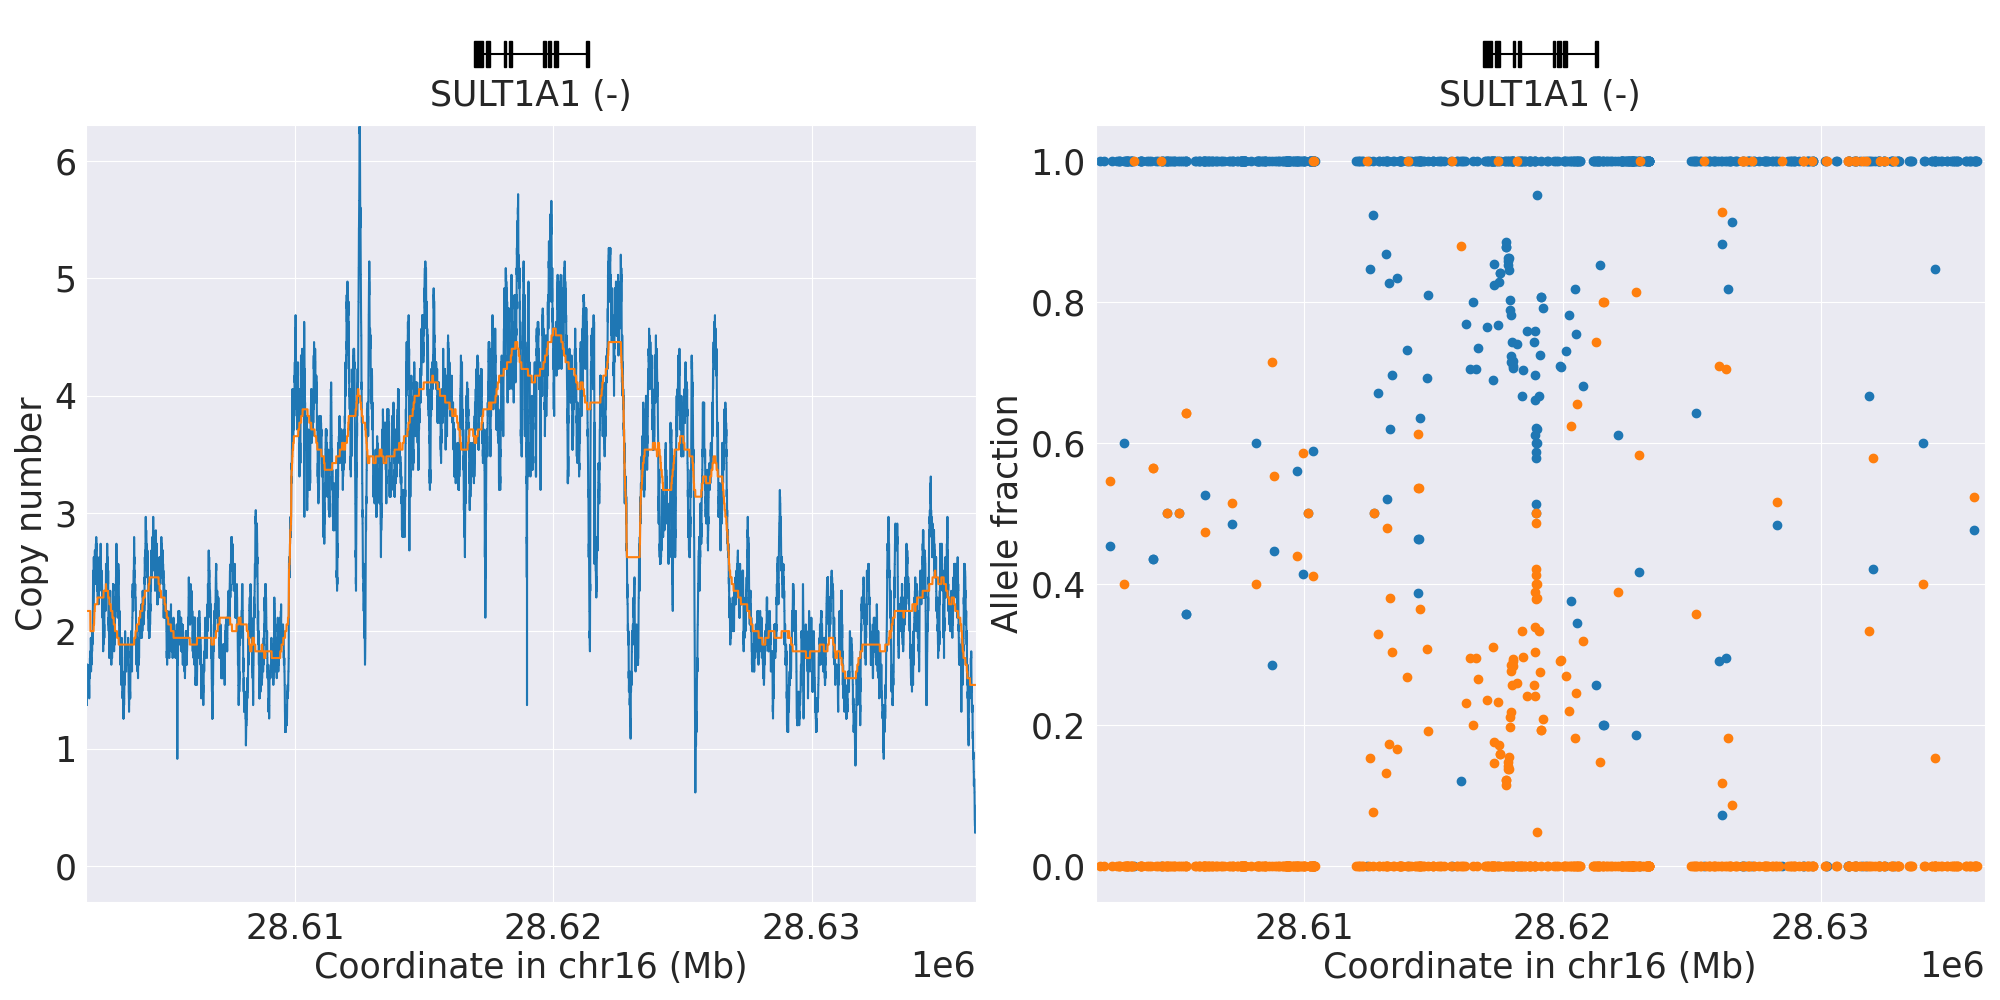 SULT1A1 (-)
Copy number
6
5
4
3
2
1
0
28.61
28.62
28.63
Coordinate in chr16 (Mb)
1e6
SULT1A1 (-)
Allele fraction
1.0
0.8
0.6
0.4
0.2
0.0
28.61
28.62
28.63
Coordinate in chr16 (Mb)
1e6